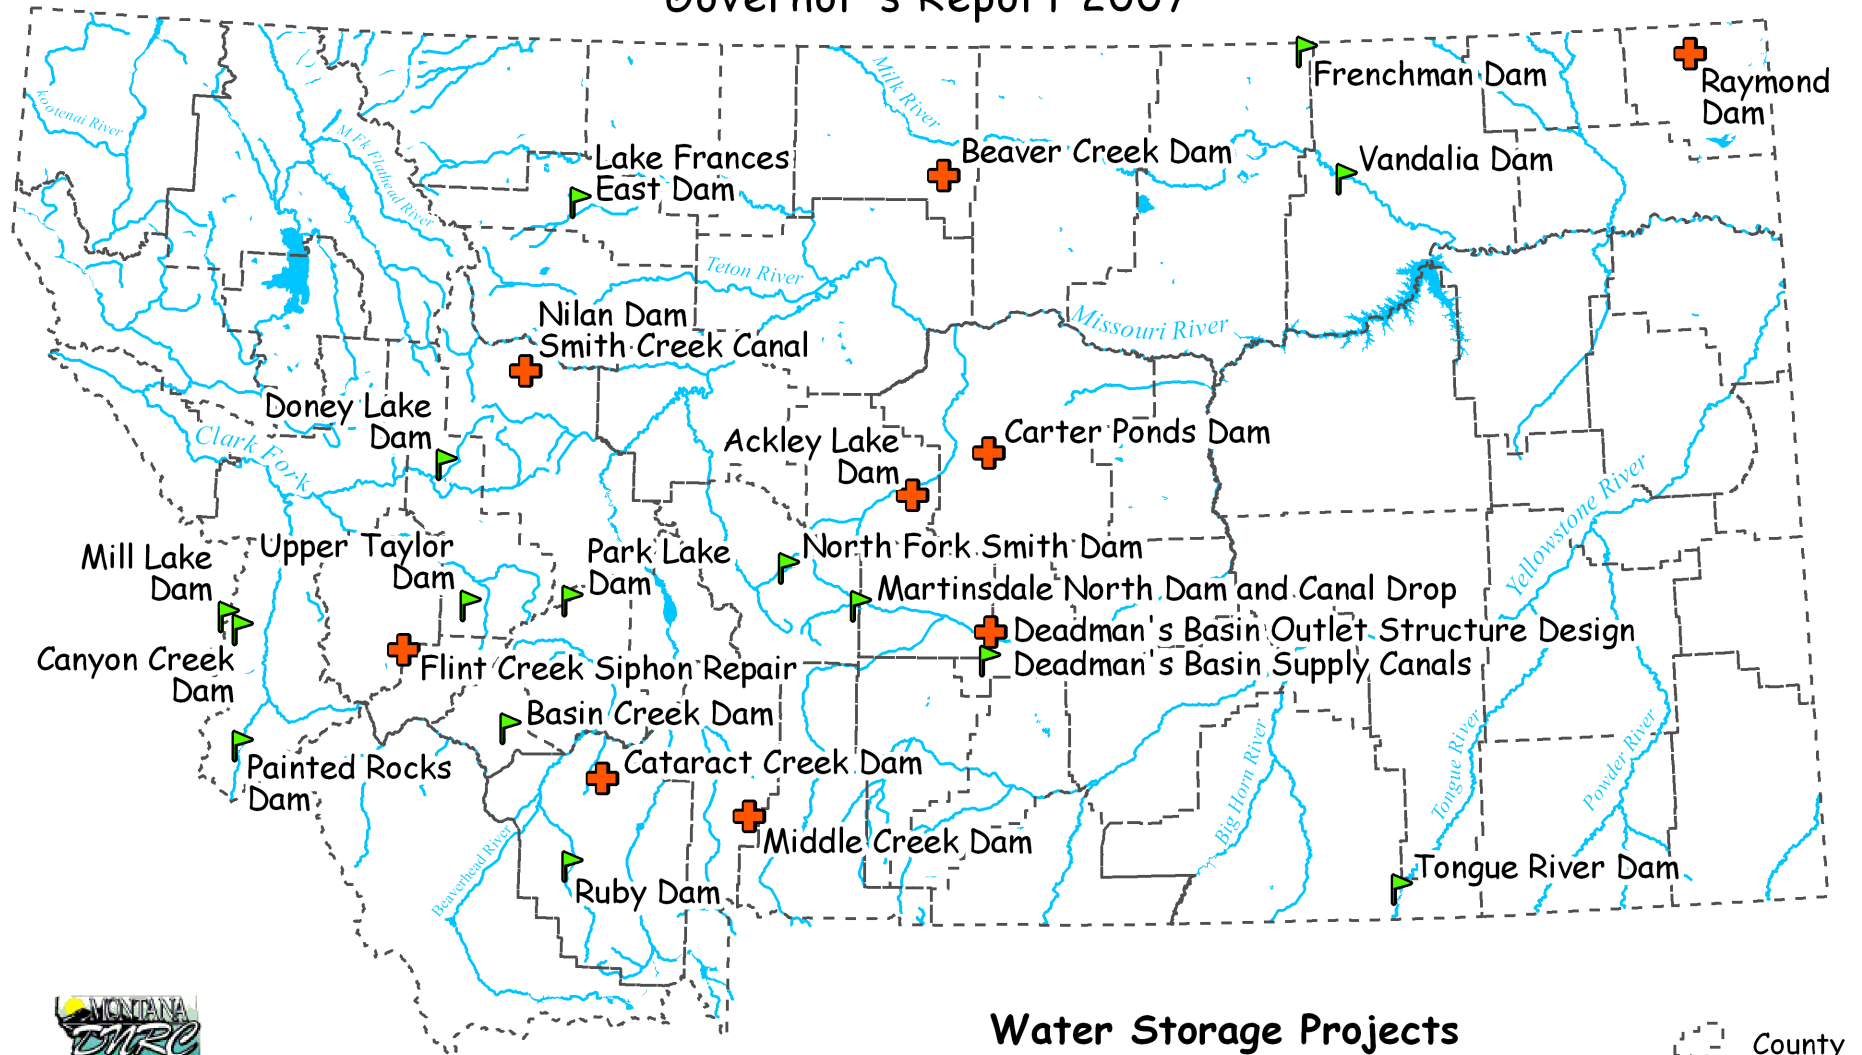 Governor's Report 2007
Frenchman Dam
Raymond
Dam
Milk River
kootenai River
M Fk Flathead River
Lake Frances
East Dam
Beaver Creek Dam
Vandalia Dam
Teton River
Nilan Dam
Smith Creek Canal
Missouri River
Doney Lake
Dam
Clark Fork
Ackley Lake
Dam
Carter Ponds Dam
Yellowstone River
Mill Lake
Dam
Upper Taylor
Dam
Park Lake
Dam
North Fork Smith Dam
Martinsdale North Dam and Canal Drop
Deadman's Basin Outlet Structure Design
Deadman's Basin Supply Canals
Canyon Creek
Dam
Flint Creek Siphon Repair
Basin Creek Dam
Painted Rocks
Dam
Cataract Creek Dam
Middle Creek Dam
Big Horn River
Tongue River
Powder River
Beaverhead River
Ruby Dam
Tongue River Dam
MONTANA
DNRC
Water Storage Projects
County